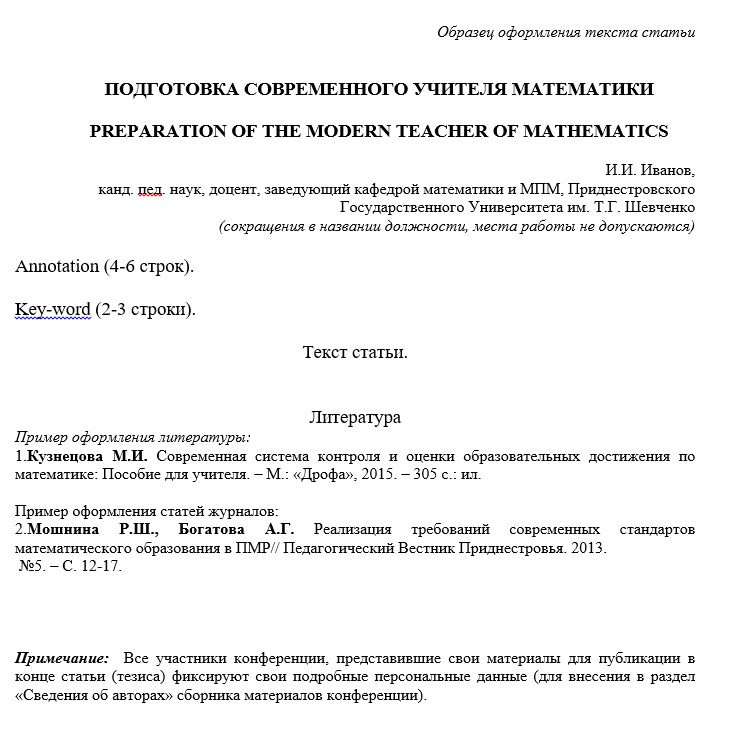 Образец оформления текста статьи
ПОДГОТОВКА СОВРЕМЕННОГО УЧИТЕЛЯ МАТЕМАТИКИ
PREPARATION OF THE MODERN TEACHER OF MATHEMATICS
И.И. Иванов,
канд. пед. наук, доцент, заведующий кафедрой математики и МПМ, Приднестровского
Государственного Университета им. Т.Г. Шевченко
(сокращения в названии должности, места работы не допускаются)
Annotation (4-6 строк).
Key-word (2-3 строки).
Текст статьи.
Литература
Пример оформления литературы:
1.Кузнецова М.И. Современная система контроля и оценки образовательных достижения по
математике: Пособие для учителя. – М.: «Дрофа», 2015. – 305 с.: ил.
Пример оформления статей журналов:
2.Мошнина Р.Ш., Богатова А.Г. Реализация требований современных стандартов
математического образования в ПМР// Педагогический Вестник Приднестровья. 2013.
№5. – С. 12-17.
Примечание: Все участники конференции, представившие свои материалы для публикации в
конце статьи (тезиса) фиксируют свои подробные персональные данные (для внесения в раздел
«Сведения об авторах» сборника материалов конференции).